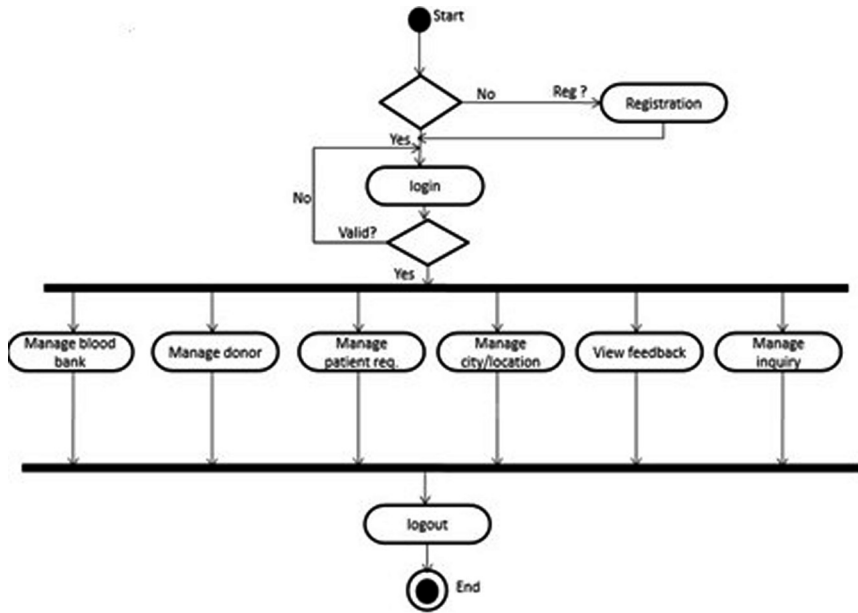 Start
No
Reg ?
Registration
Yes
login
No
Valid?
Yes
Manage blood
bank
Manage donor
Manage
patient req.
Manage
city/location
View feedback
Manage
inquiry
logout
End